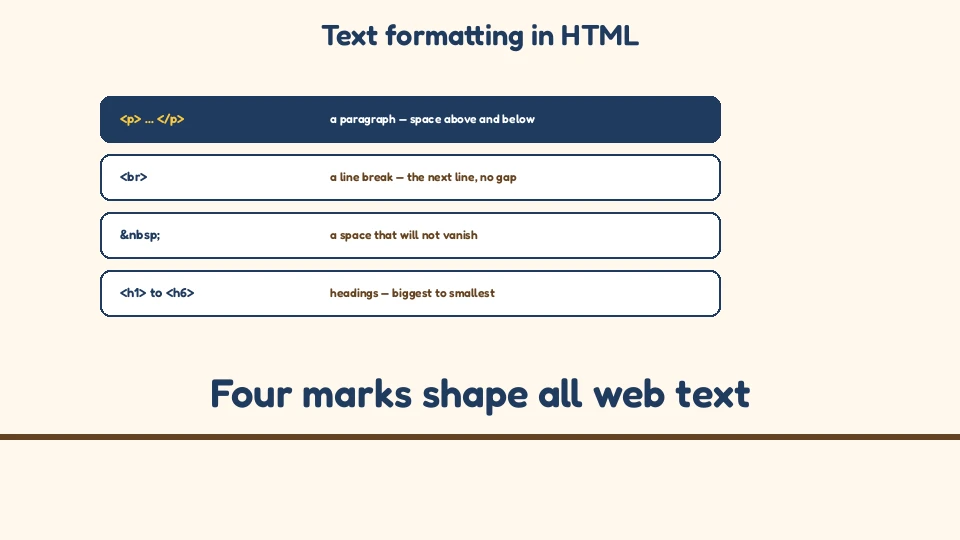 Text formatting in HTML
<p> ... </p> a paragraph — space above and below
<br> a line break — the next line, no gap
&nbsp; a space that will not vanish
<h1> to <h6> headings — biggest to smallest
Four marks shape all web text